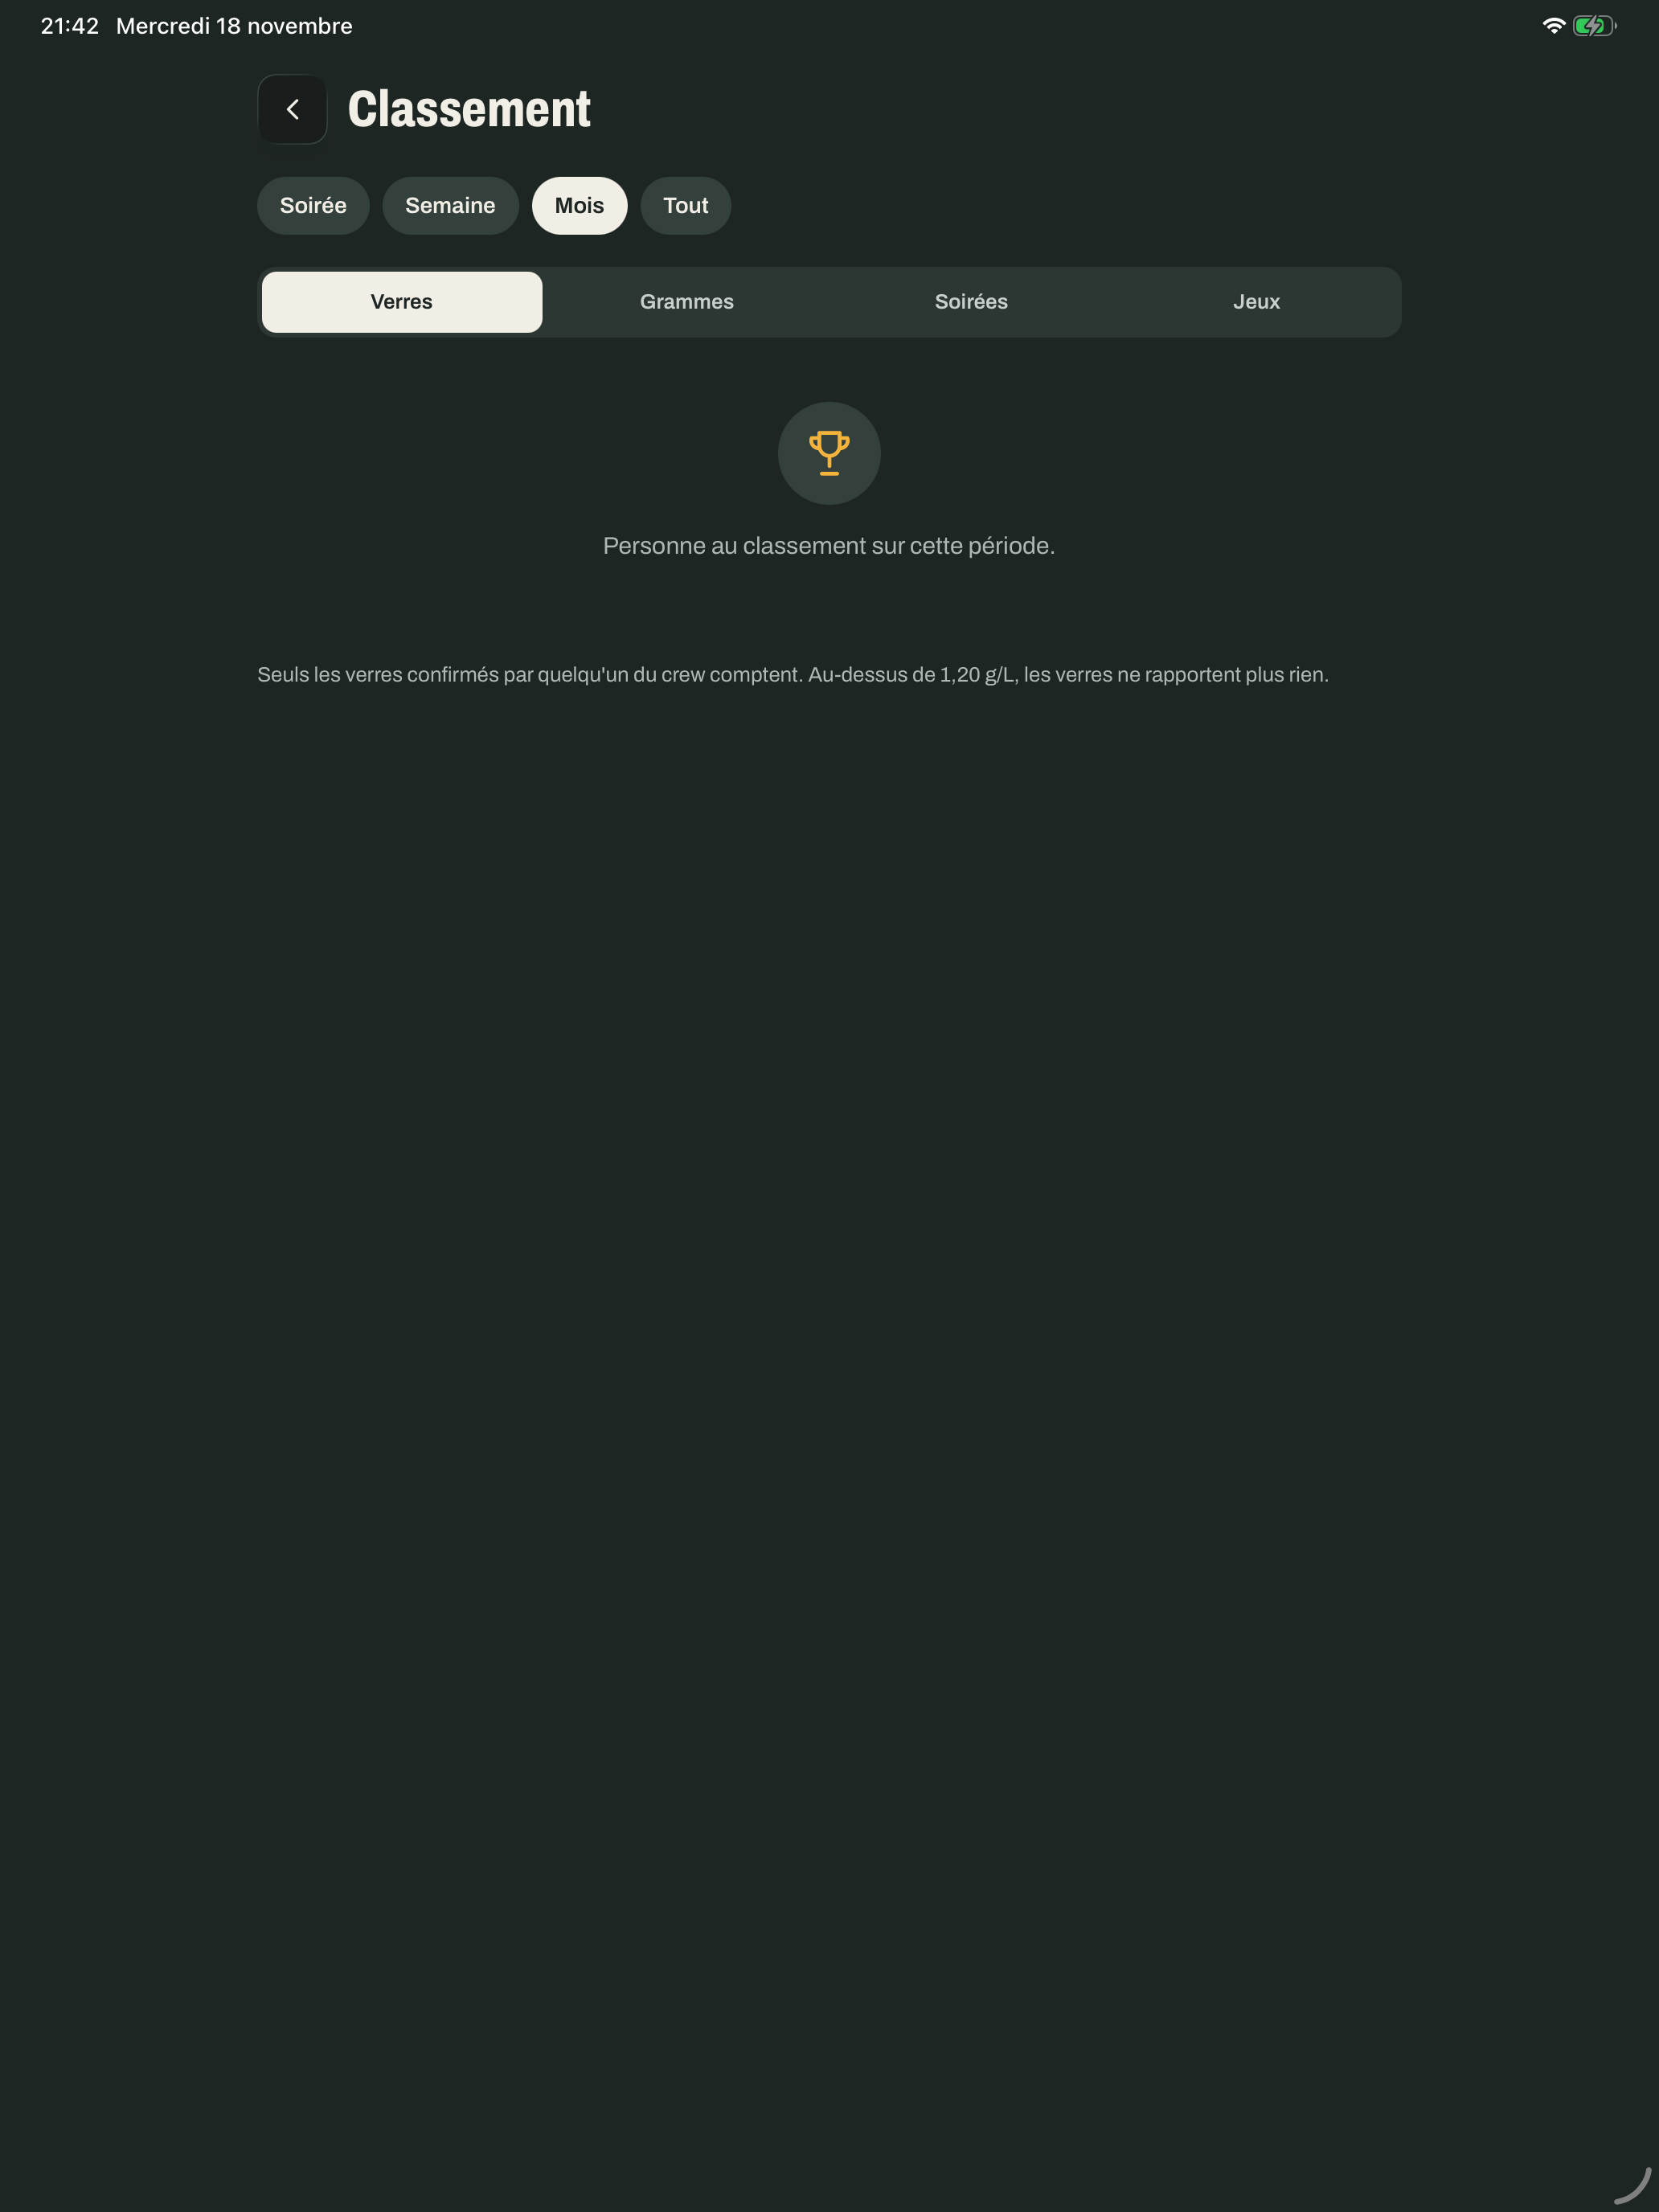 21:42 Mercredi 18 novembre
Classement
Soirée Semaine Mois Tout
Verres Grammes Soirées Jeux
Personne au classement sur cette période.
Seuls les verres confirmés par quelqu'un du crew comptent. Au-dessus de 1,20 g/L, les verres ne rapportent plus rien.